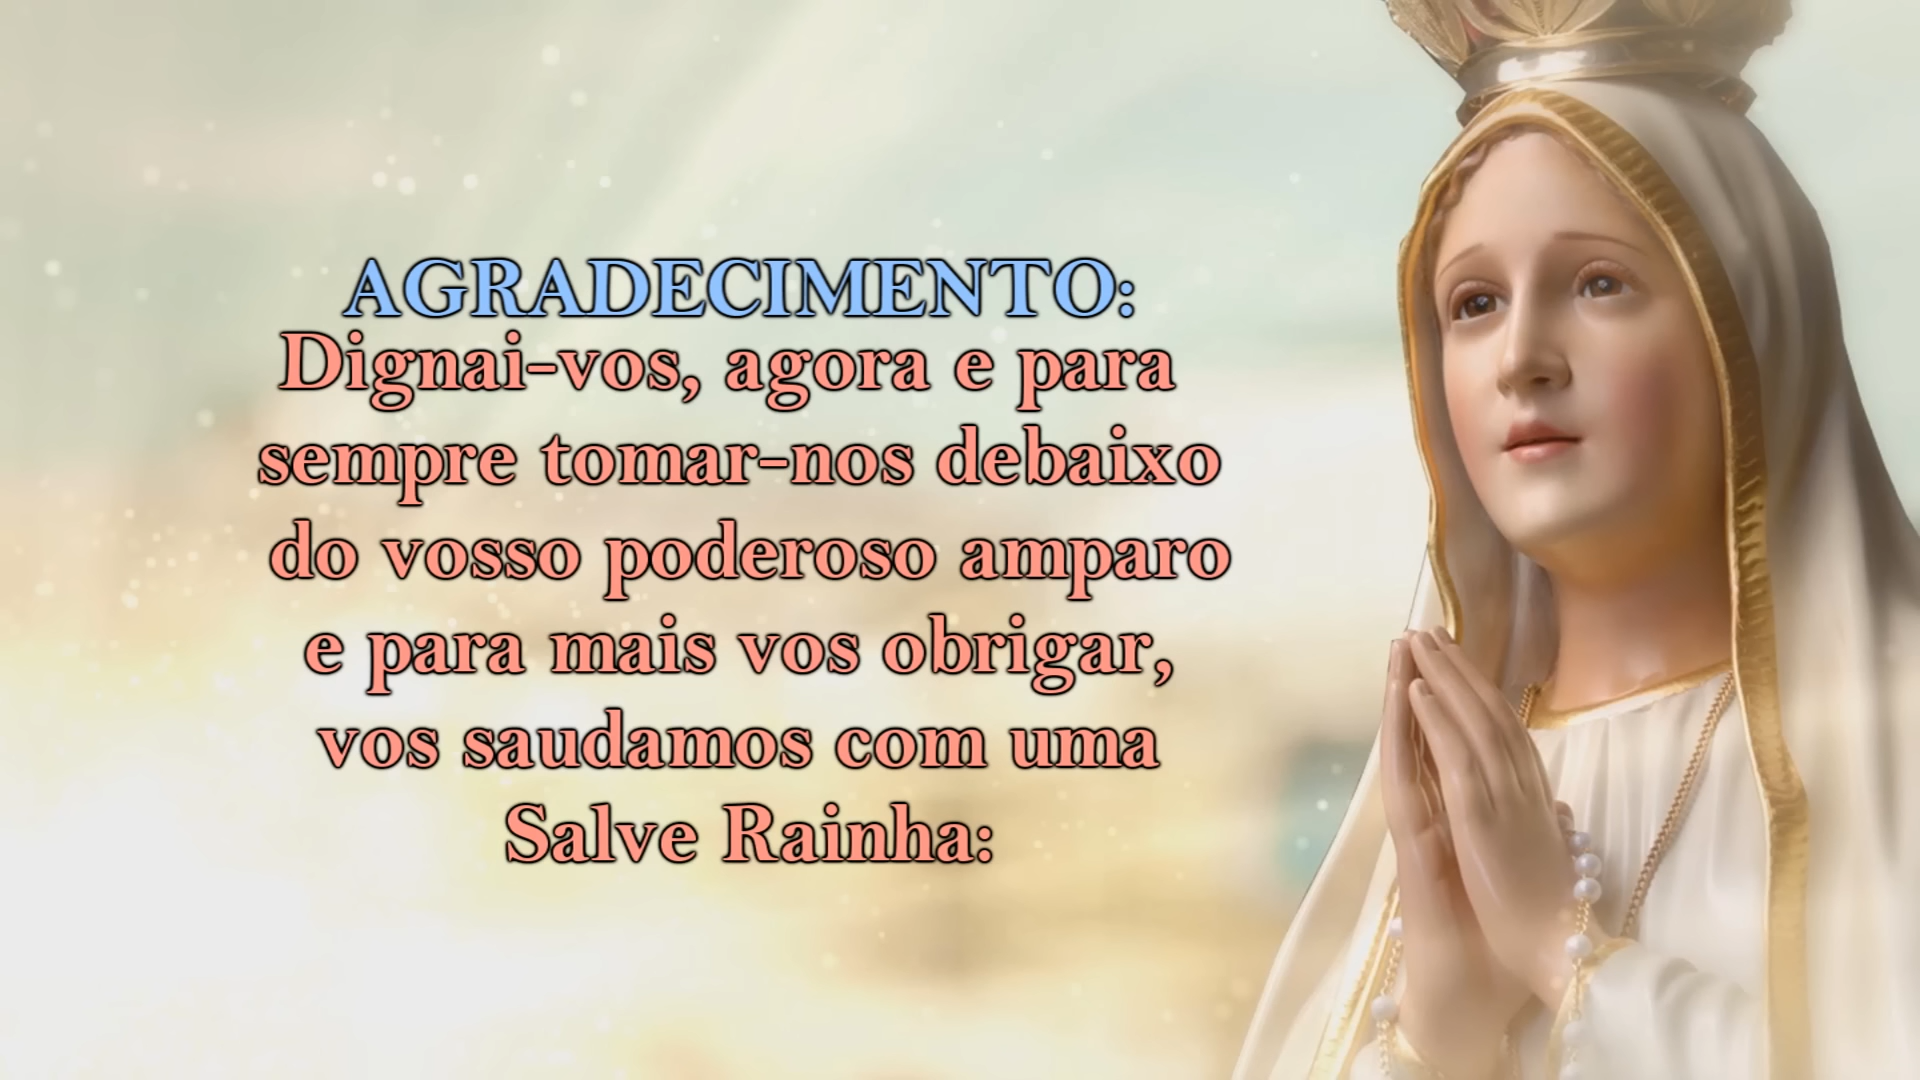 AGRADECIMENTO:
Dignai-vos, agora e para
sempre tomar-nos debaixo
do vosso poderoso amparo
e para mais vos obrigar,
vos saudamos com uma
Salve Rainha: